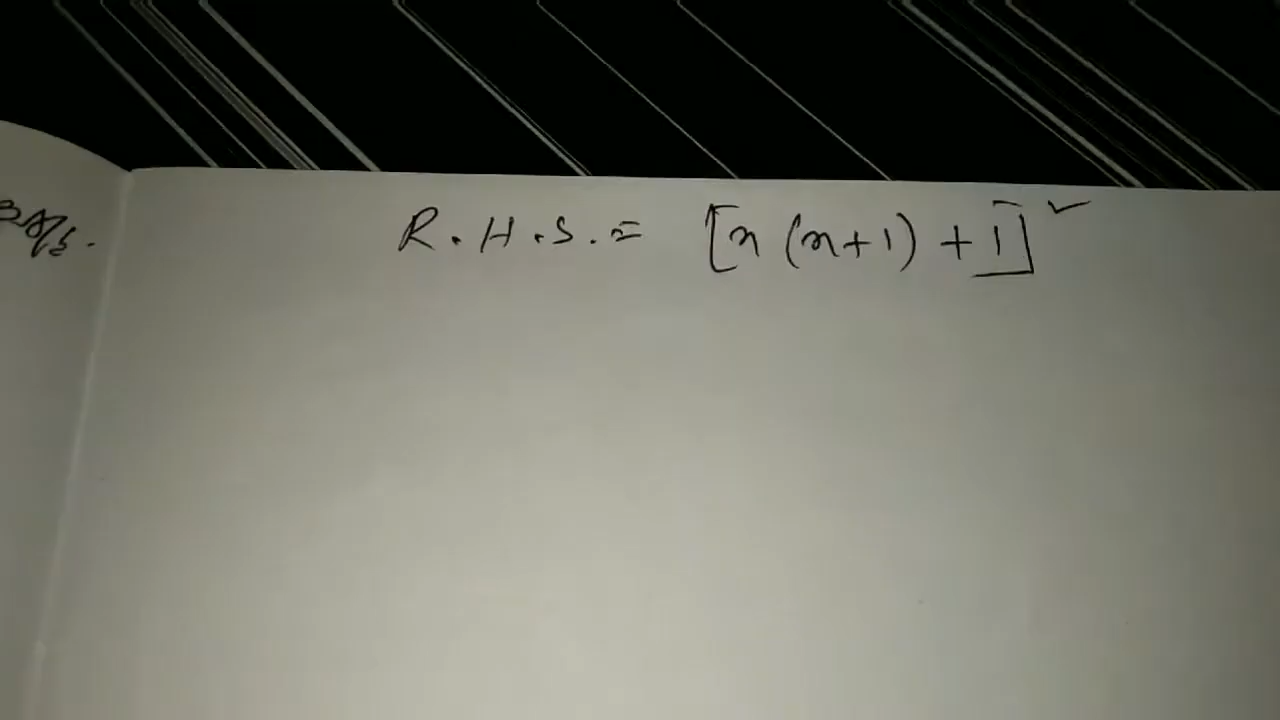 R.H.S. = [n (n+1) + 1]²